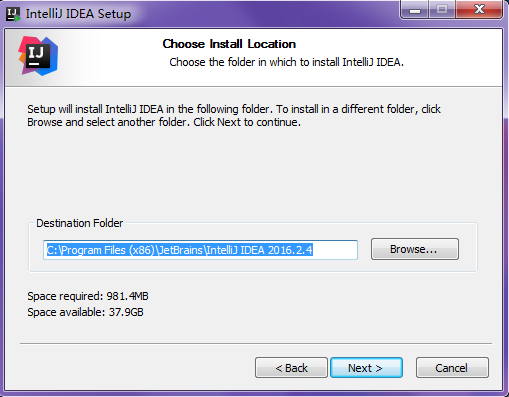 IntelliJ IDEA Setup
IJ
Choose Install Location
Choose the folder in which to install IntelliJ IDEA.
Setup will install IntelliJ IDEA in the following folder. To install in a different folder, click
Browse and select another folder. Click Next to continue.
Destination Folder
C:\Program Files (x86)\JetBrains\IntelliJ IDEA 2016.2.4
Browse...
Space required: 981.4MB
Space available: 37.9GB
< Back
Next >
Cancel